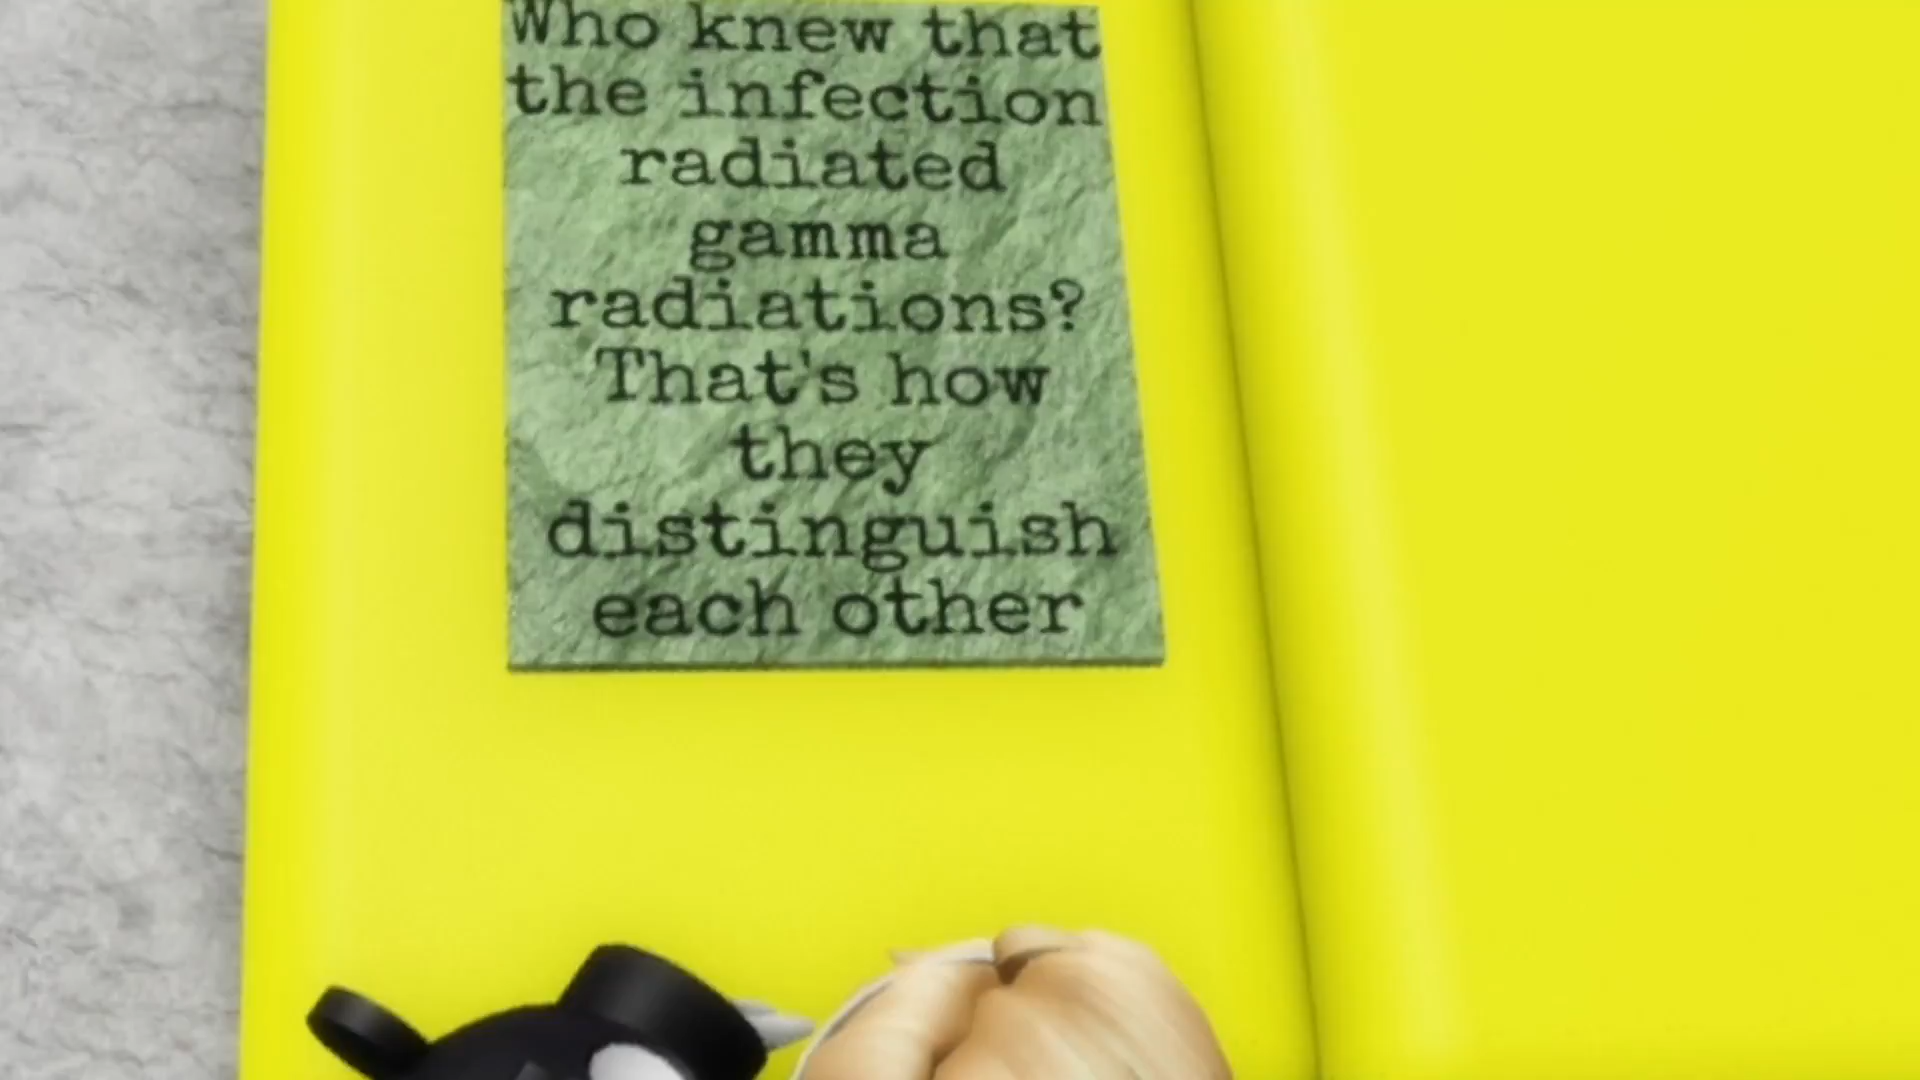 Who knew that
the infection
radiated
gamma
radiations?
That's how
they
distinguish
each other